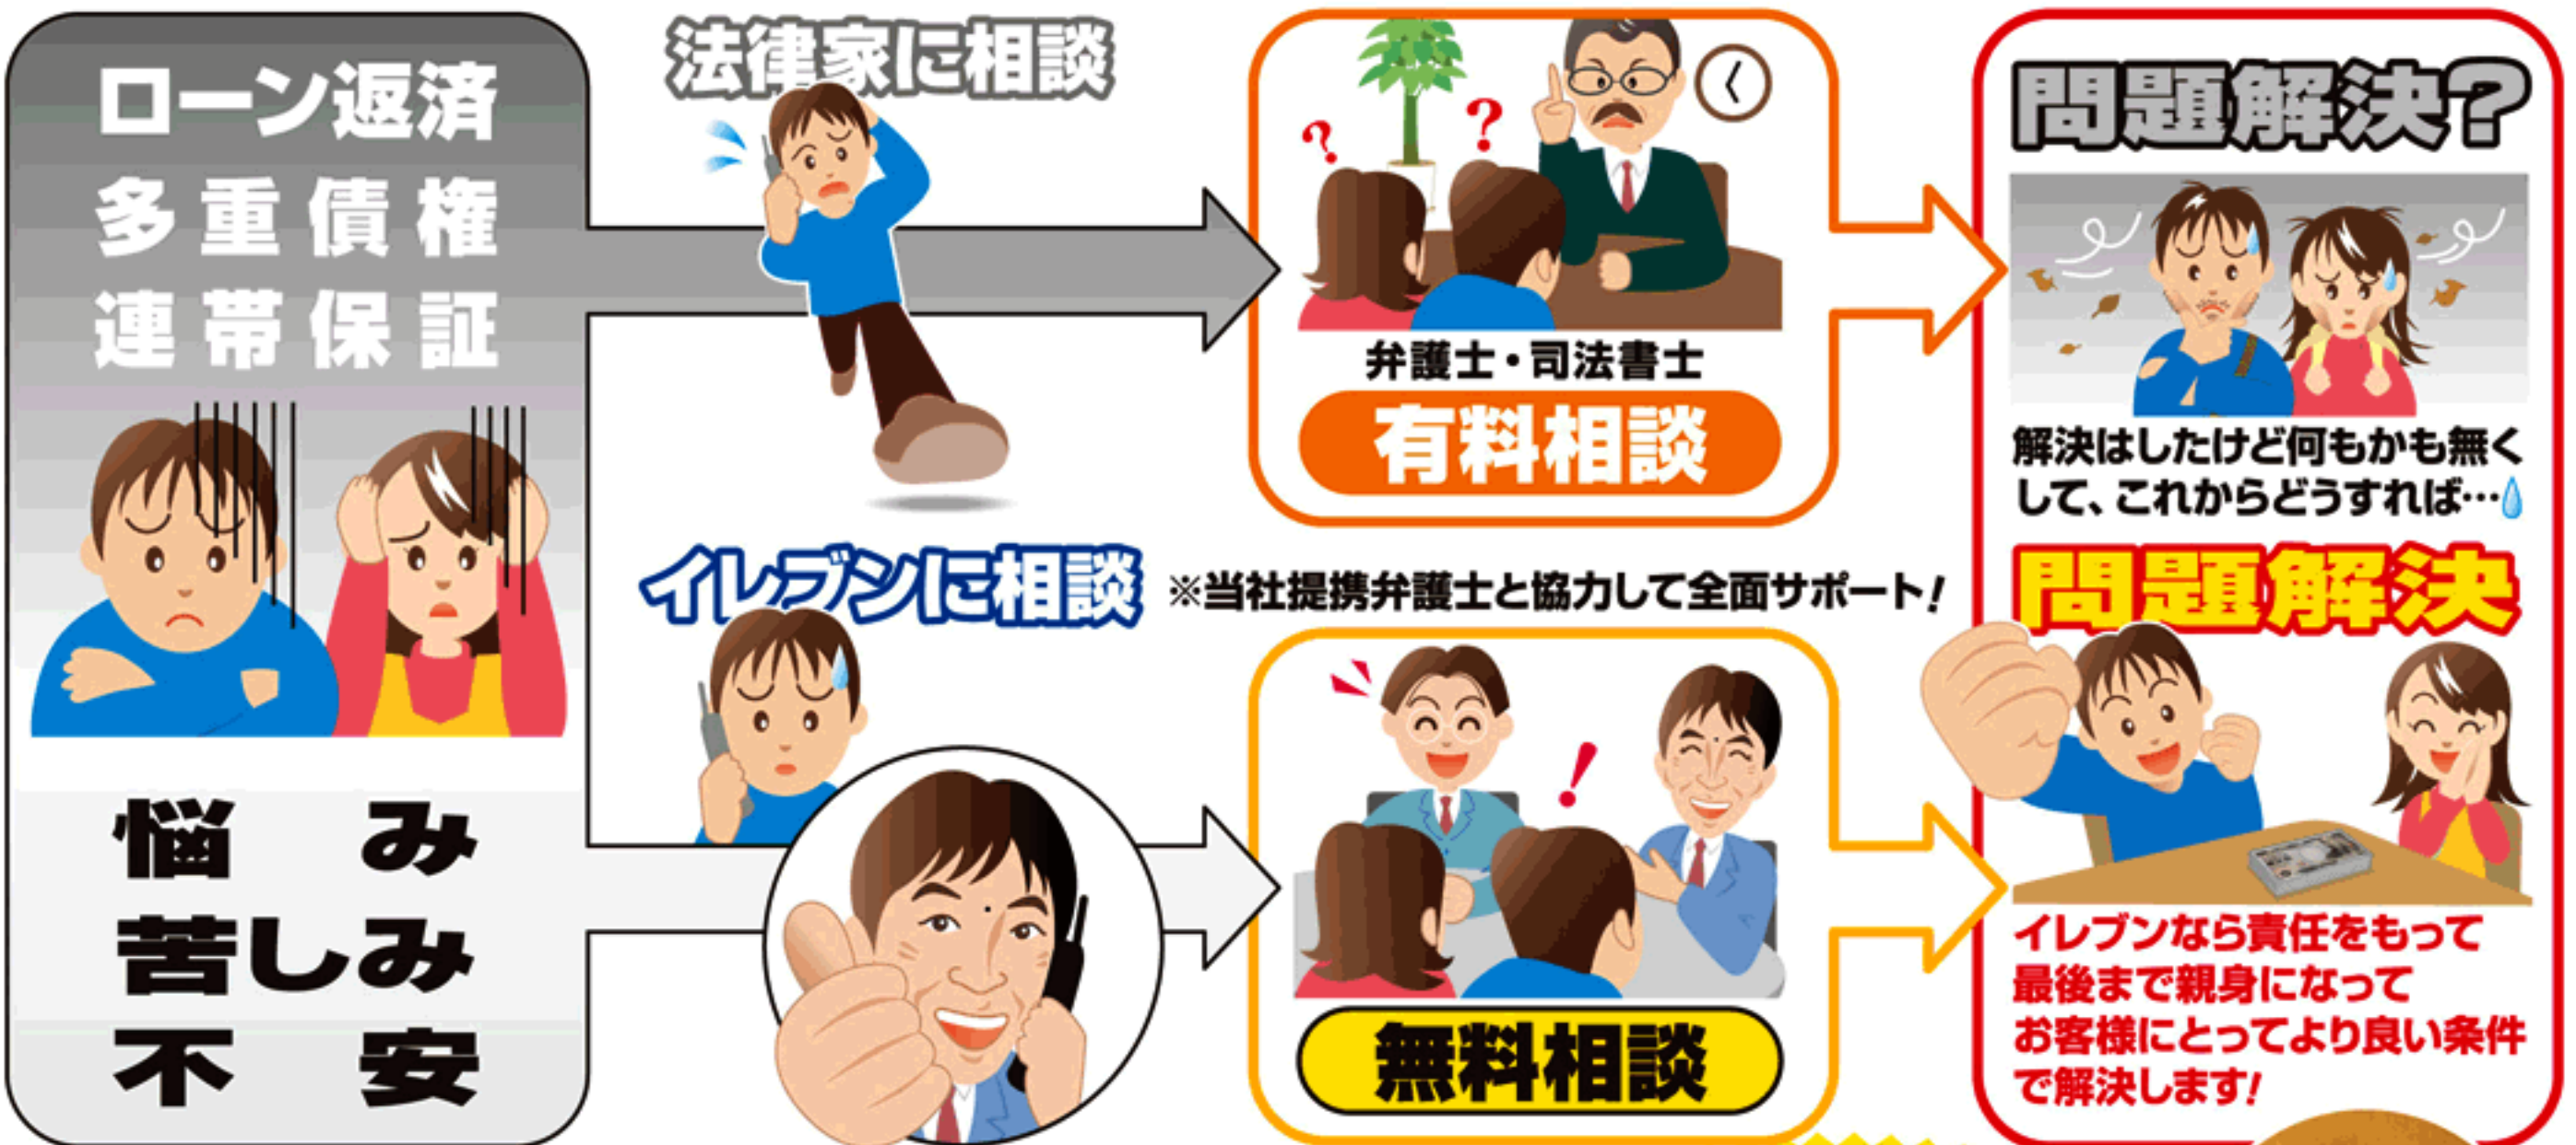 ローン返済
多重債権
連帯保証
悩み
苦しみ
不安
法律家に相談
?
?
弁護士・司法書士
有料相談
問題解決?
解決はしたけど何もかも無く
して、これからどうすれば…
イレブンに相談
※当社提携弁護士と協力して全面サポート!
!
無料相談
問題解決
イレブンなら責任をもって
最後まで親身になって
お客様にとってより良い条件
で解決します!